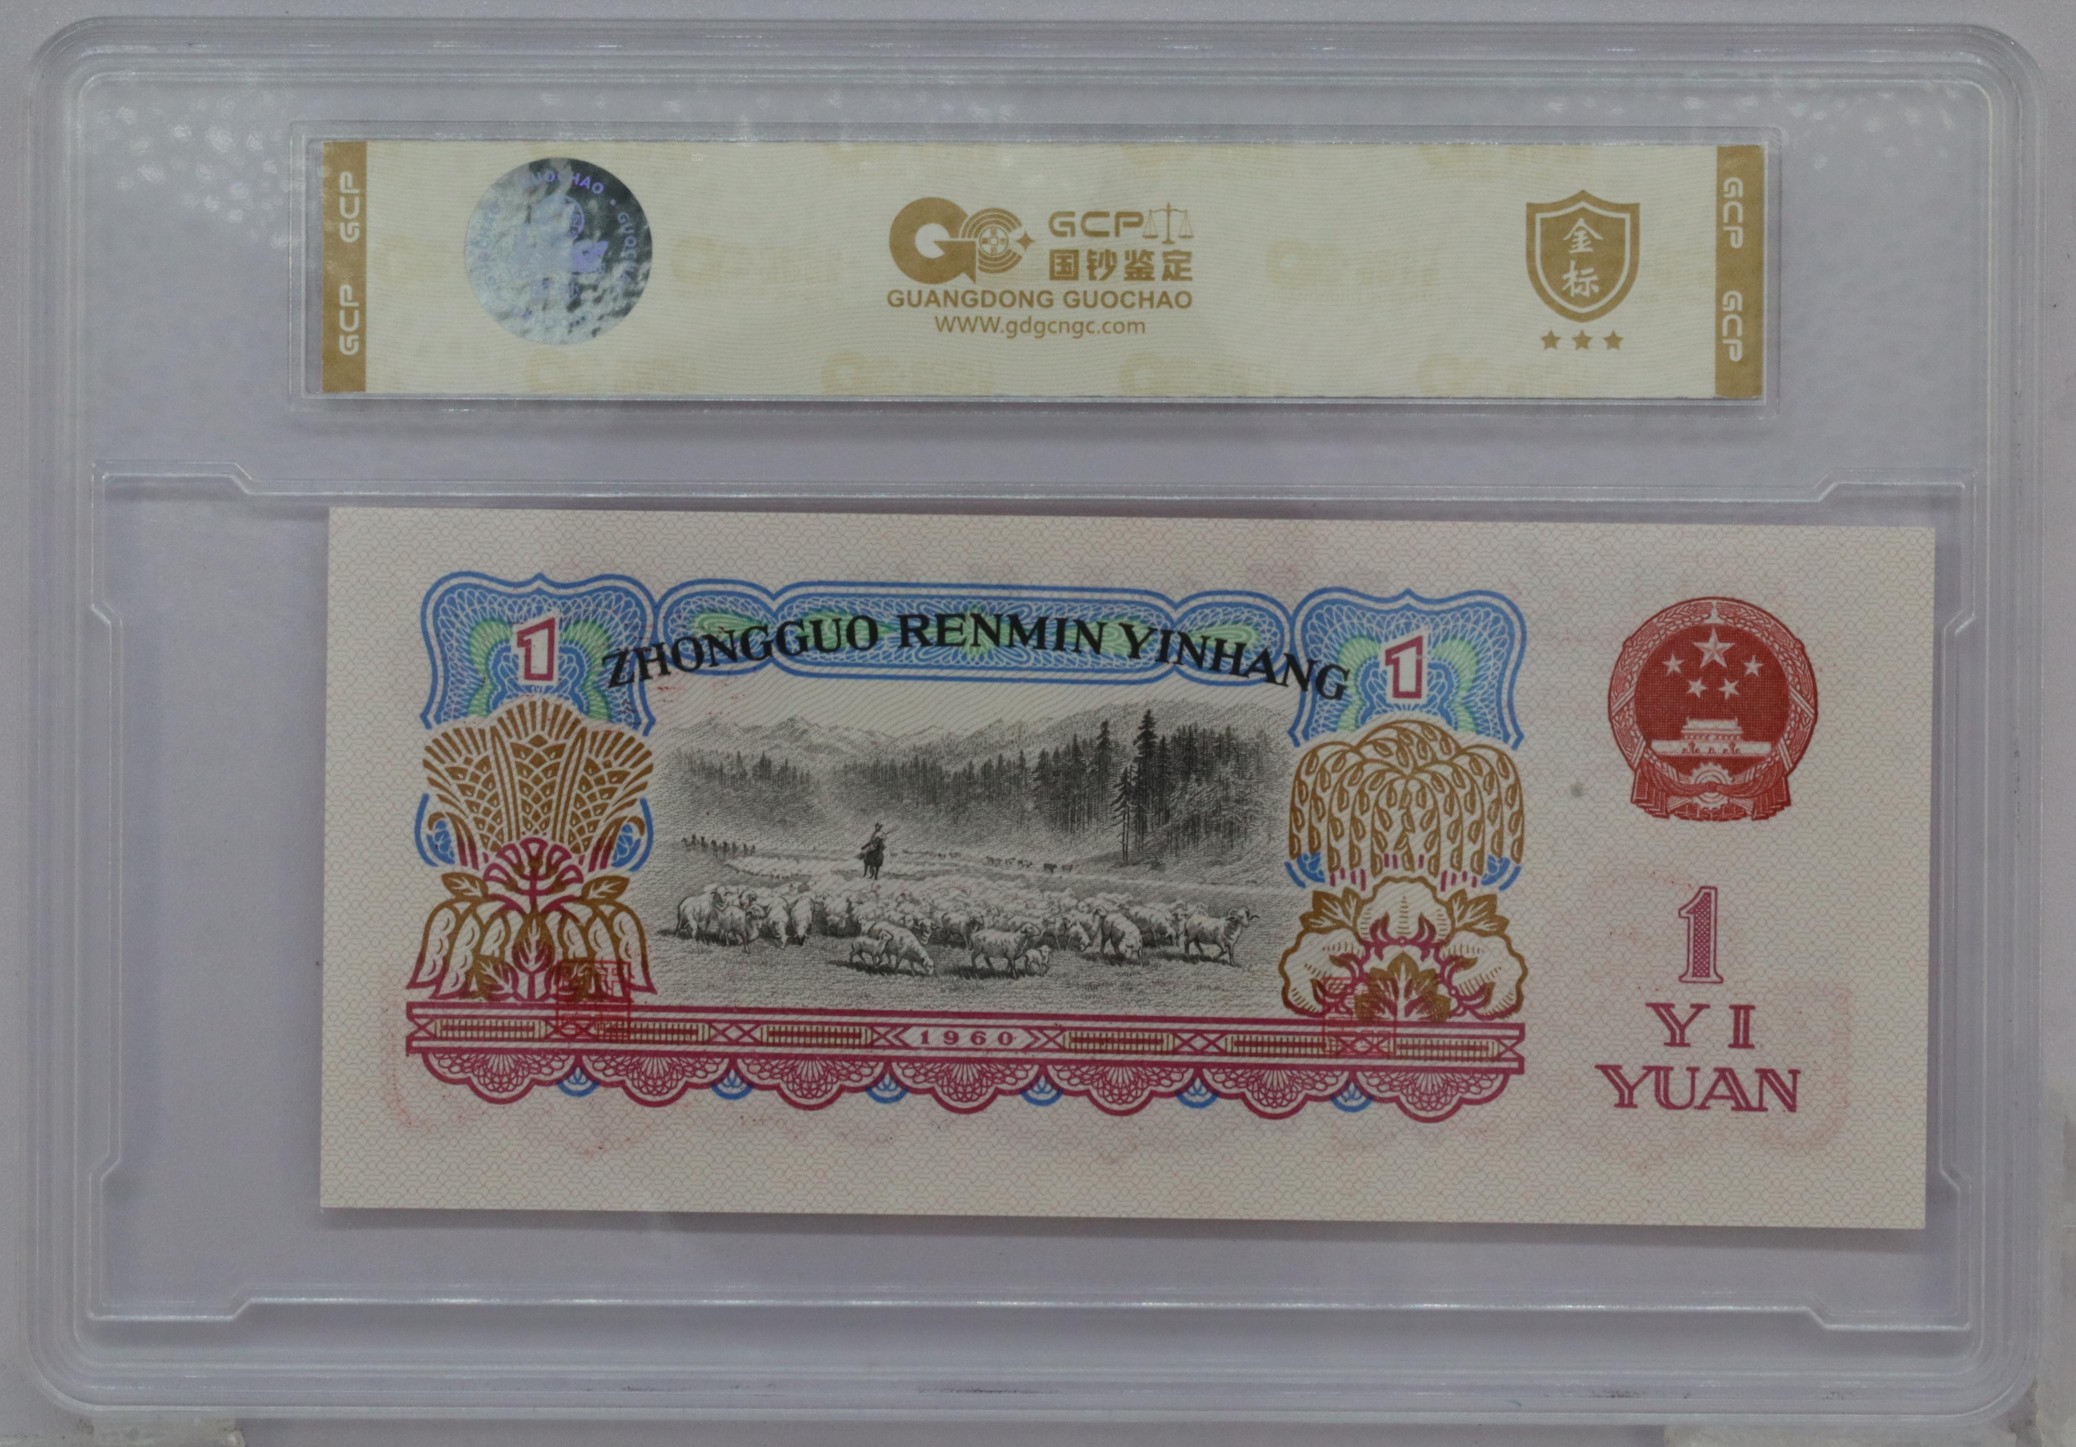 GCP GCP
GUOCHAO
GCP
国钞鉴定
GUANGDONG GUOCHAO
WWW.gdgcngc.com
金标
GCP GCP
1
ZHONGGUO RENMIN YINHANG
1
1960
1
YI
YUAN